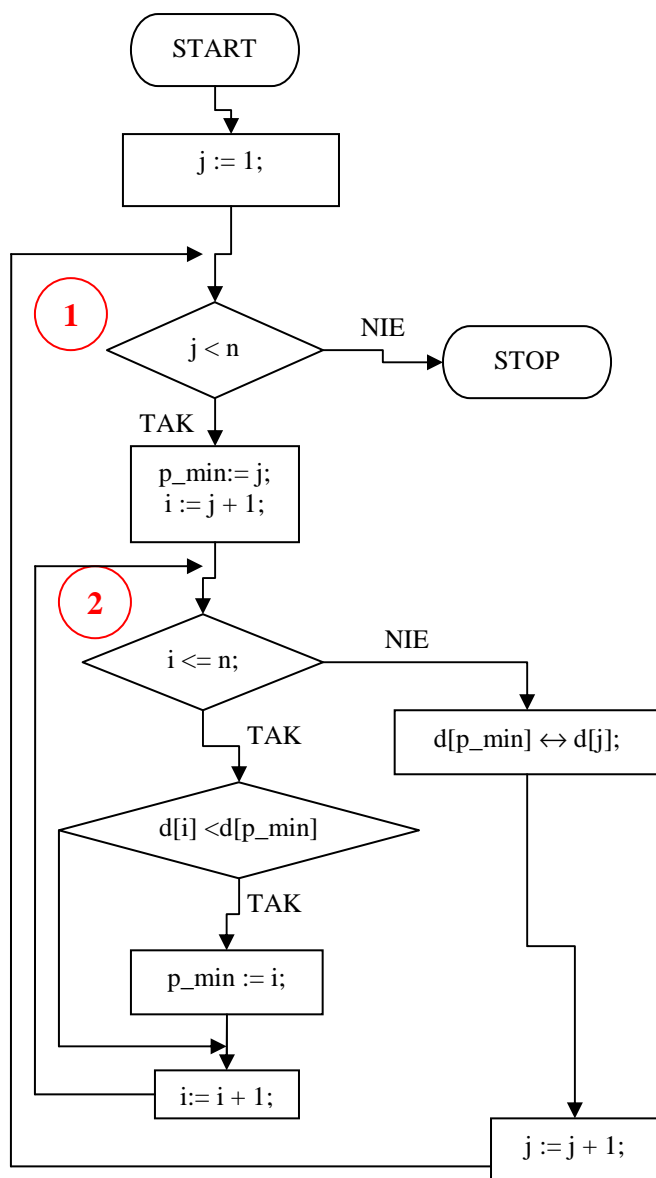 START
j := 1;
1
j < n
NIE
STOP
TAK
p_min:= j;
i := j + 1;
2
i <= n;
NIE
TAK
d[p_min] ↔ d[j];
d[i] <d[p_min]
TAK
p_min := i;
i:= i + 1;
j := j + 1;